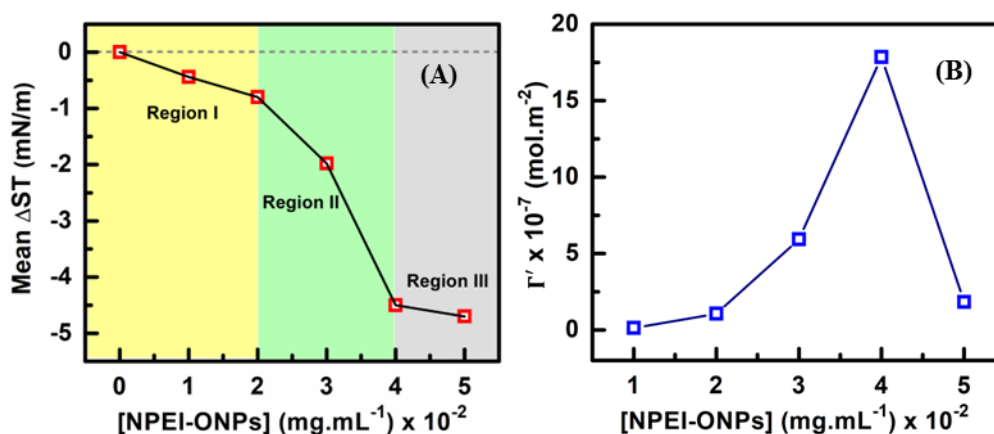 (A)
Mean ΔST (mN/m)
0
-1
-2
-3
-4
-5
Region I
Region II
Region III
0 1 2 3 4 5
[NPEI-ONPs] (mg.mL⁻¹) x 10⁻²
(B)
Γ′ x 10⁻⁷ (mol.m⁻²)
20
15
10
5
0
1 2 3 4 5
[NPEI-ONPs] (mg.mL⁻¹) x 10⁻²